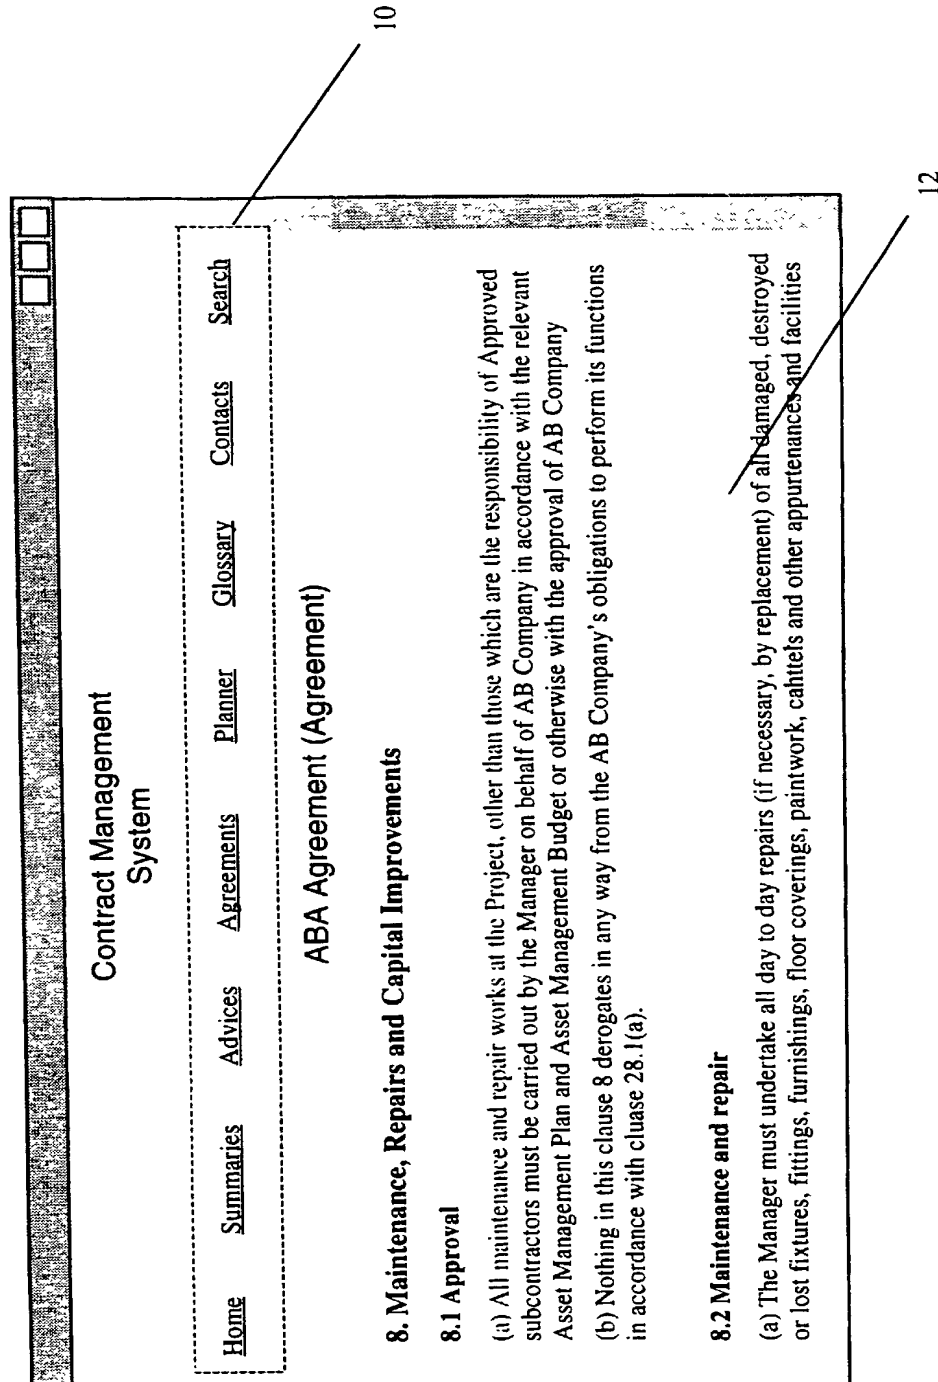 Contract Management
System
Home Summaries Advices Agreements Planner Glossary Contacts Search
10
ABA Agreement (Agreement)
8. Maintenance, Repairs and Capital Improvements
8.1 Approval
(a) All maintenance and repair works at the Project, other than those which are the responsibility of Approved
subcontractors must be carried out by the Manager on behalf of AB Company in accordance with the relevant
Asset Management Plan and Asset Management Budget or otherwise with the approval of AB Company
(b) Nothing in this clause 8 derogates in any way from the AB Company's obligations to perform its functions
in accordance with cluase 28.1(a).
8.2 Maintenance and repair
(a) The Manager must undertake all day to day repairs (if necessary, by replacement) of all damaged, destroyed
or lost fixtures, fittings, furnishings, floor coverings, paintwork, cahttels and other appurtenances and facilities
12